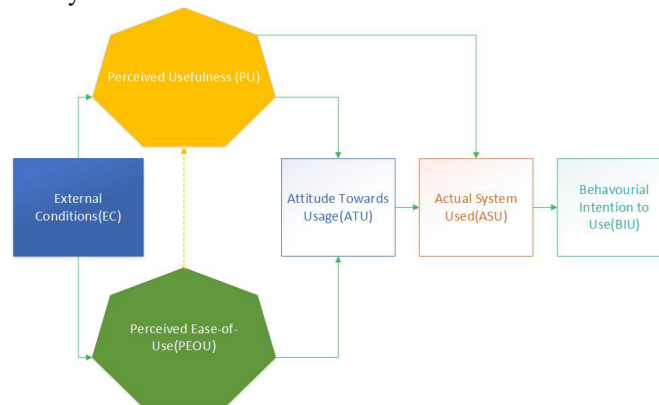 Perceived Usefulness (PU)
External
Conditions(EC)
Attitude Towards
Usage(ATU)
Actual System
Used(ASU)
Behavourial
Intention to
Use(BIU)
Perceived Ease-of-
Use(PEOU)